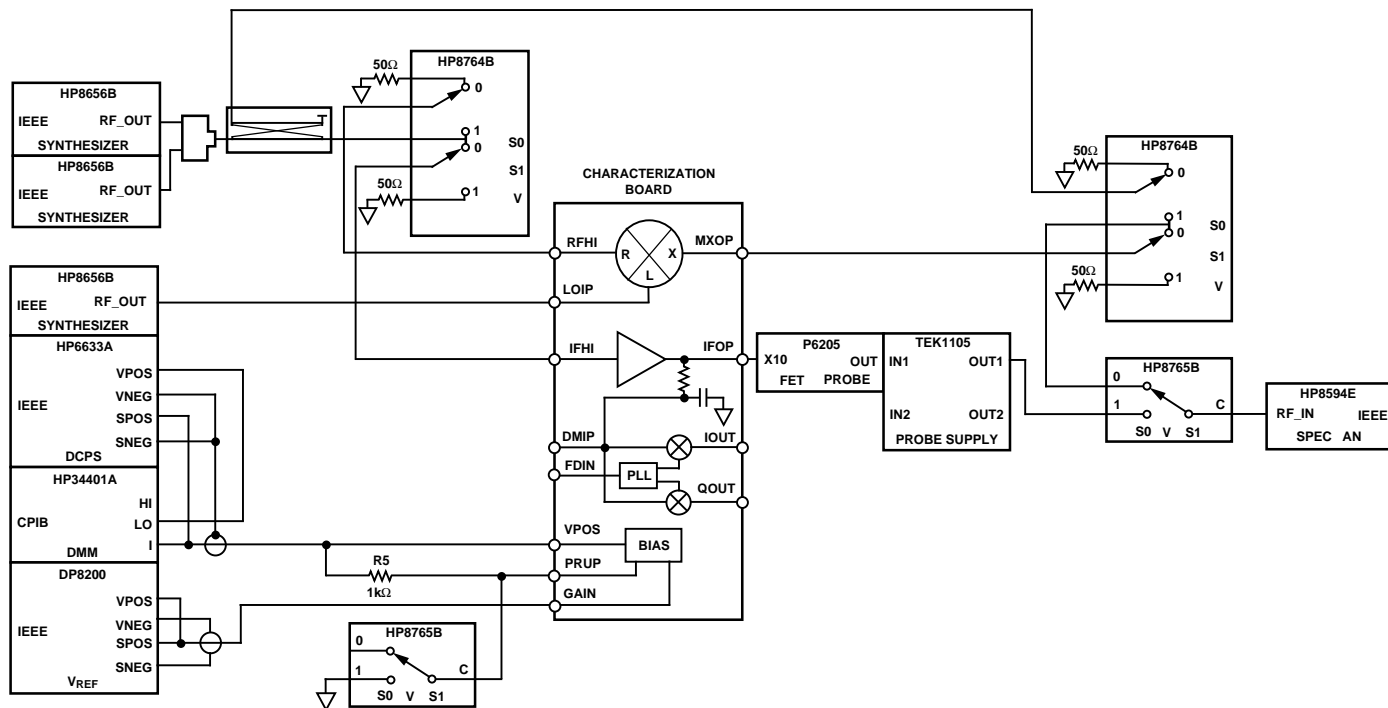 HP8656B
IEEE RF_OUT
SYNTHESIZER
HP8656B
IEEE RF_OUT
SYNTHESIZER
50Ω
HP8764B
0
1
0
S0
S1
50Ω
1
V
HP8656B
IEEE RF_OUT
SYNTHESIZER
HP6633A
VPOS
VNEG
IEEE
SPOS
SNEG
DCPS
HP34401A
HI
CPIB
LO
I
DMM
DP8200
VPOS
VNEG
IEEE
SPOS
SNEG
VREF
R5
1kΩ
HP8765B
0
1
C
S0 V S1
CHARACTERIZATION
BOARD
RFHI
R
X
L
MXOP
LOIP
IFHI
IFOP
DMIP
IOUT
FDIN
PLL
QOUT
VPOS
BIAS
PRUP
GAIN
P6205
X10 OUT
FET PROBE
TEK1105
IN1 OUT1
IN2 OUT2
PROBE SUPPLY
50Ω
HP8764B
0
1
0
S0
S1
50Ω
1
V
HP8765B
0
1
C
S0 V S1
HP8594E
RF_IN IEEE
SPEC AN